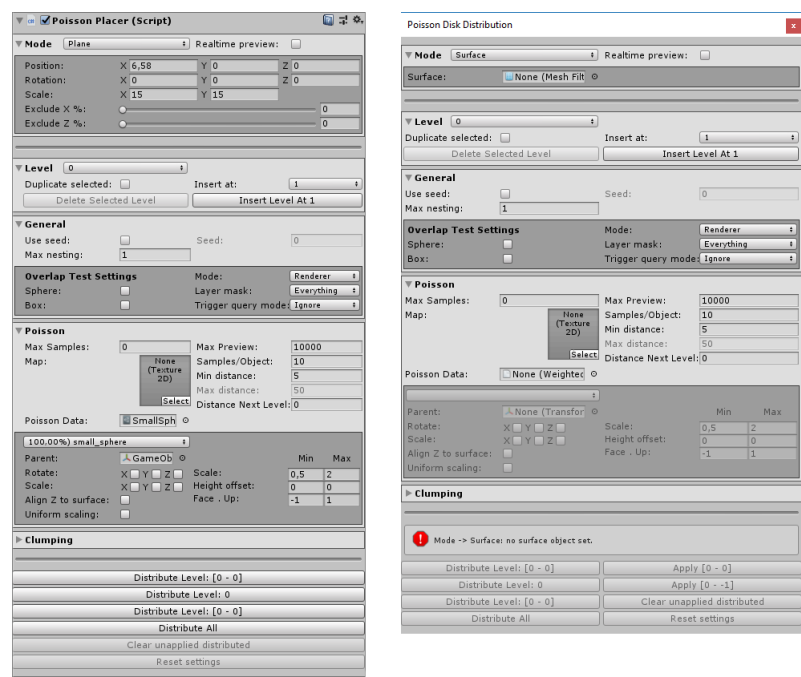 Poisson Placer (Script)
Mode Plane Realtime preview:
Position: X 6,58 Y 0 Z 0
Rotation: X 0 Y 0 Z 0
Scale: X 15 Y 15
Exclude X %: 0
Exclude Z %: 0
Level 0
Duplicate selected: Insert at: 1
Delete Selected Level Insert Level At 1
General
Use seed: Seed: 0
Max nesting: 1
Overlap Test Settings Mode: Renderer
Sphere: Layer mask: Everything
Box: Trigger query mode: Ignore
Poisson
Max Samples: 0 Max Preview: 10000
Map: None (Texture 2D) Select Samples/Object: 10
Min distance: 5
Max distance: 50
Distance Next Level: 0
Poisson Data: SmallSph
100.00%) small_sphere
Parent: GameOb Min Max
Rotate: X Y Z Scale: 0,5 2
Scale: X Y Z Height offset: 0 0
Align Z to surface: Face . Up: -1 1
Uniform scaling:
Clumping
Distribute Level: [0 - 0]
Distribute Level: 0
Distribute Level: [0 - 0]
Distribute All
Clear unapplied distributed
Reset settings
Poisson Disk Distribution x
Mode Surface Realtime preview:
Surface: None (Mesh Filt
Level 0
Duplicate selected: Insert at: 1
Delete Selected Level Insert Level At 1
General
Use seed: Seed: 0
Max nesting: 1
Overlap Test Settings Mode: Renderer
Sphere: Layer mask: Everything
Box: Trigger query mode: Ignore
Poisson
Max Samples: 0 Max Preview: 10000
Map: None (Texture 2D) Select Samples/Object: 10
Min distance: 5
Max distance: 50
Distance Next Level: 0
Poisson Data: None (Weighted
Parent: None (Transfor Min Max
Rotate: X Y Z Scale: 0,5 2
Scale: X Y Z Height offset: 0 0
Align Z to surface: Face . Up: -1 1
Uniform scaling:
Clumping
Mode -> Surface: no surface object set.
Distribute Level: [0 - 0] Apply [0 - 0]
Distribute Level: 0 Apply [0 - -1]
Distribute Level: [0 - 0] Clear unapplied distributed
Distribute All Reset settings